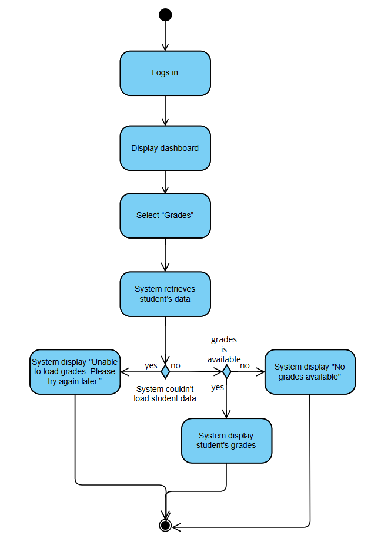 Logs in
Display dashboard
Select "Grades"
System retrieves
student's data
grades
is
available
System display "Unable
to load grades. Please
try again later."
yes
no
no
System display "No
grades available"
System couldn't
load student data
yes
System display
student's grades